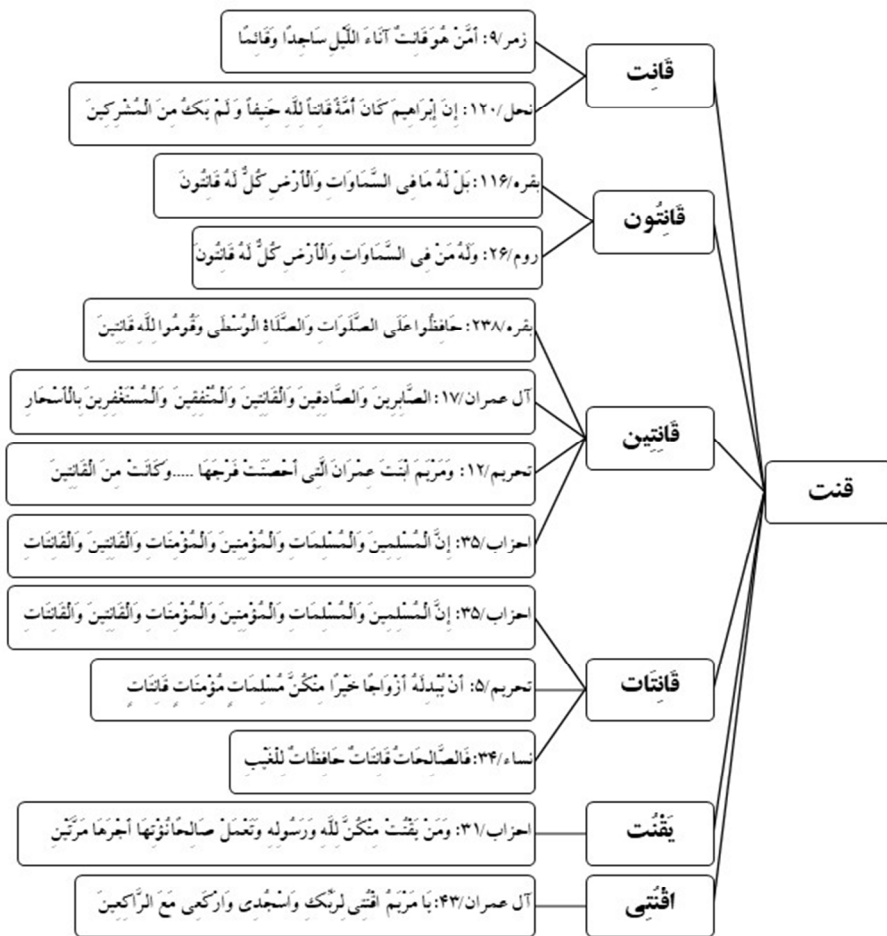 قنت
قَانِت
زمر/۹: اَمَّنْ هُوَ قَانِتٌ آنَاءَ اللَّيْلِ سَاجِدًا وَقَائِمًا
نحل/۱۲۰: إِنَ إِبْرَاهِيمَ كَانَ اُمَّةً قَانِتاً لِلَّهِ حَنِيفاً وَ لَمْ يَكُ مِنَ الْمُشْرِكِينَ
قَانِتُون
بقره/۱۱۶: بَلْ لَهُ مَا فِی السَّمَاوَاتِ وَالْاَرْضِ كُلٌّ لَهُ قَانِتُونَ
روم/۲۶: وَلَهُ مَنْ فِی السَّمَاوَاتِ وَالْاَرْضِ كُلٌّ لَهُ قَانِتُونَ
قَانِتِين
بقره/۲۳۸: حَافِظُوا عَلَی الصَّلَوَاتِ وَالصَّلَاةِ الْوُسْطَی وَقُومُوا لِلَّهِ قَانِتِينَ
آل عمران/۱۷: الصَّابِرِينَ وَالصَّادِقِينَ وَالْقَانِتِينَ وَالْمُنْفِقِينَ وَالْمُسْتَغْفِرِينَ بِالْاَسْحَارِ
تحریم/۱۲: وَمَرْيَمَ ابْنَتَ عِمْرَانَ الَّتِی اَحْصَنَتْ فَرْجَهَا .....وَكَانَتْ مِنَ الْقَانِتِينَ
احزاب/۳۵: إِنَّ الْمُسْلِمِينَ وَالْمُسْلِمَاتِ وَالْمُؤْمِنِينَ وَالْمُؤْمِنَاتِ وَالْقَانِتِينَ وَالْقَانِتَاتِ
قَانِتَات
احزاب/۳۵: إِنَّ الْمُسْلِمِينَ وَالْمُسْلِمَاتِ وَالْمُؤْمِنِينَ وَالْمُؤْمِنَاتِ وَالْقَانِتِينَ وَالْقَانِتَاتِ
تحریم/۵: اَنْ يُبْدِلَهُ اَزْوَاجًا خَيْرًا مِنْكُنَّ مُسْلِمَاتٍ مُؤْمِنَاتٍ قَانِتَاتٍ
نساء/۳۴: فَالصَّالِحَاتُ قَانِتَاتٌ حَافِظَاتٌ لِلْغَيْبِ
يَقْنُت
احزاب/۳۱: وَمَنْ يَقْنُتْ مِنْكُنَّ لِلَّهِ وَرَسُولِهِ وَتَعْمَلْ صَالِحًا نُؤْتِهَا اَجْرَهَا مَرَّتَيْنِ
اقْنُتِی
آل عمران/۴۳: يَا مَرْيَمُ اقْنُتِی لِرَبِّكِ وَاسْجُدِی وَارْكَعِی مَعَ الرَّاكِعِينَ